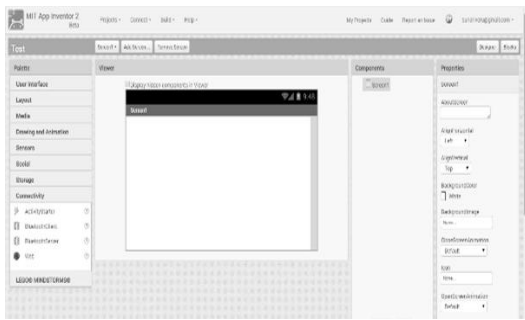 MIT App Inventor 2
Beta
Projects Connect Build Help
My Projects Guide Report an Issue
Test
Screen1 Add Screen... Remove Screen
Designer Blocks
Palette
Viewer
Components
Properties
User Interface
Layout
Media
Drawing and Animation
Sensors
Social
Storage
Connectivity
ActivityStarter
BluetoothClient
BluetoothServer
Web
LEGO® MINDSTORMS®
Display hidden components in Viewer
9:48
Screen1
Screen1
Screen1
AboutScreen
AlignHorizontal
Left
AlignVertical
Top
BackgroundColor
White
BackgroundImage
None...
CloseScreenAnimation
Default
Icon
None...
OpenScreenAnimation
Default